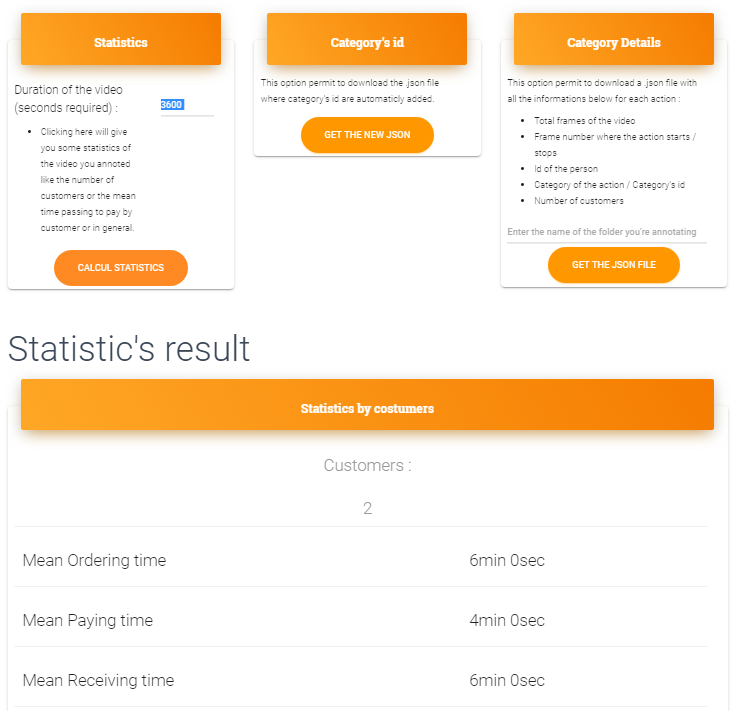 Statistics
Duration of the video
(seconds required) :
3600
Clicking here will give
you some statistics of
the video you annoted
like the number of
customers or the mean
time passing to pay by
customer or in general.
CALCUL STATISTICS
Category's id
This option permit to download the .json file
where category's id are automaticly added.
GET THE NEW JSON
Category Details
This option permit to download a .json file with
all the informations below for each action :
Total frames of the video
Frame number where the action starts /
stops
Id of the person
Category of the action / Category's id
Number of customers
Enter the name of the folder you're annotating
GET THE JSON FILE
Statistic's result
Statistics by costumers
Customers :
2
Mean Ordering time 6min 0sec
Mean Paying time 4min 0sec
Mean Receiving time 6min 0sec